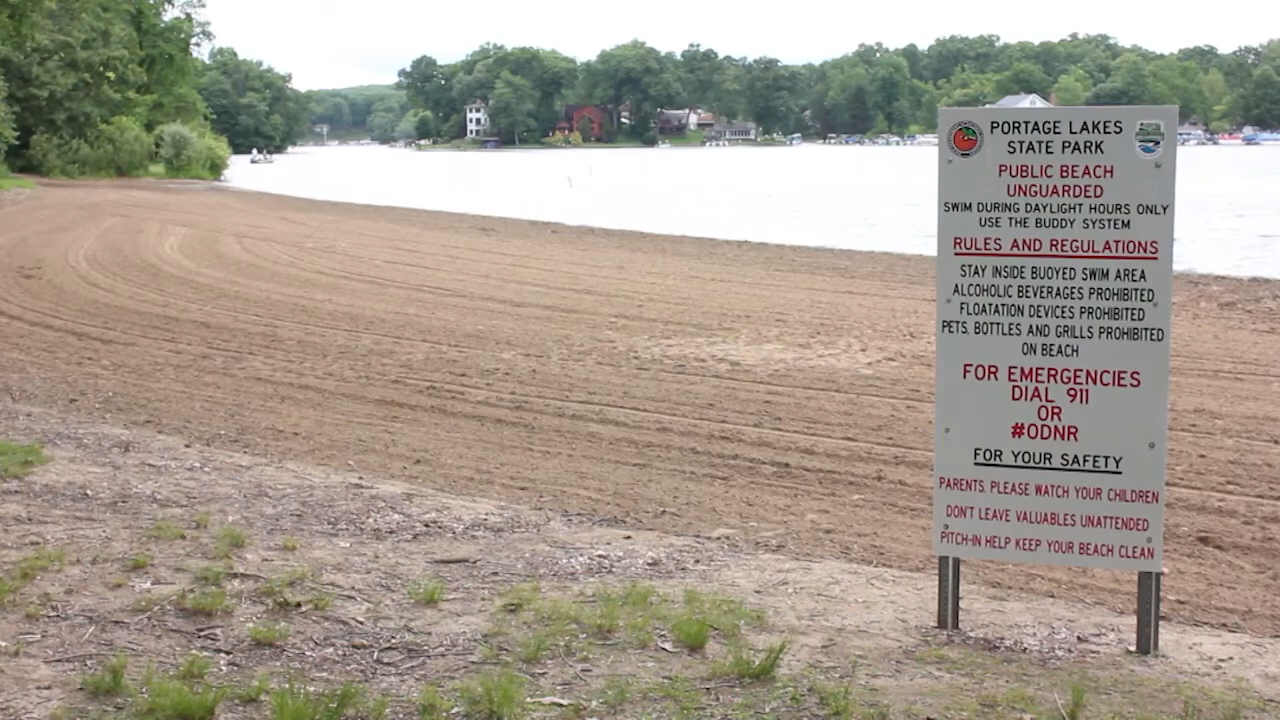 PORTAGE LAKES
STATE PARK
PUBLIC BEACH
UNGUARDED
SWIM DURING DAYLIGHT HOURS ONLY
USE THE BUDDY SYSTEM
RULES AND REGULATIONS
STAY INSIDE BUOYED SWIM AREA
ALCOHOLIC BEVERAGES PROHIBITED
FLOATATION DEVICES PROHIBITED
PETS, BOTTLES AND GRILLS PROHIBITED
ON BEACH
FOR EMERGENCIES
DIAL 911
OR
#ODNR
FOR YOUR SAFETY
PARENTS, PLEASE WATCH YOUR CHILDREN
DON'T LEAVE VALUABLES UNATTENDED
PITCH-IN HELP KEEP YOUR BEACH CLEAN